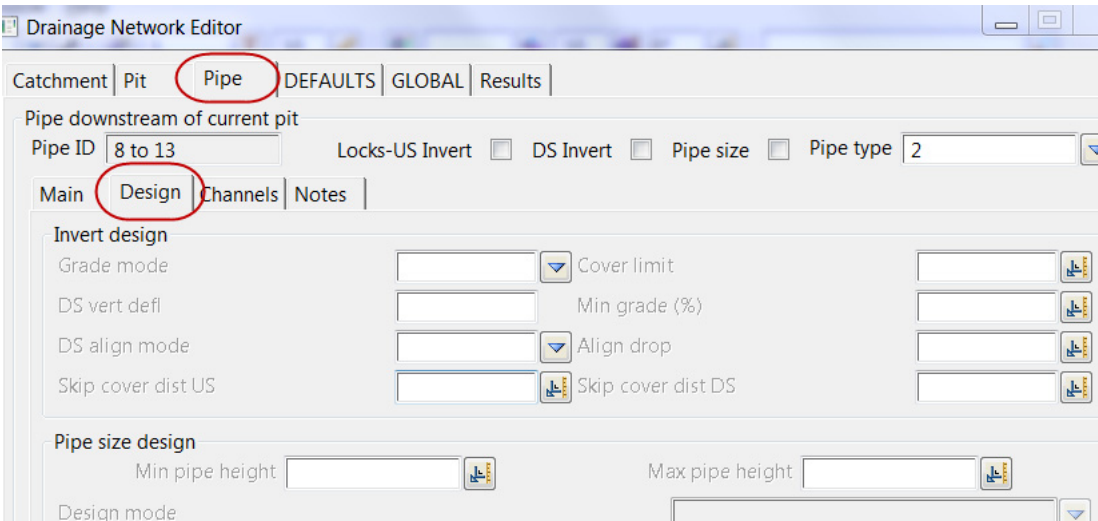 Drainage Network Editor
Catchment Pit Pipe DEFAULTS GLOBAL Results
Pipe downstream of current pit
Pipe ID 8 to 13 Locks-US Invert DS Invert Pipe size Pipe type 2
Main Design Channels Notes
Invert design
Grade mode Cover limit
DS vert defl Min grade (%)
DS align mode Align drop
Skip cover dist US Skip cover dist DS
Pipe size design
Min pipe height Max pipe height
Design mode